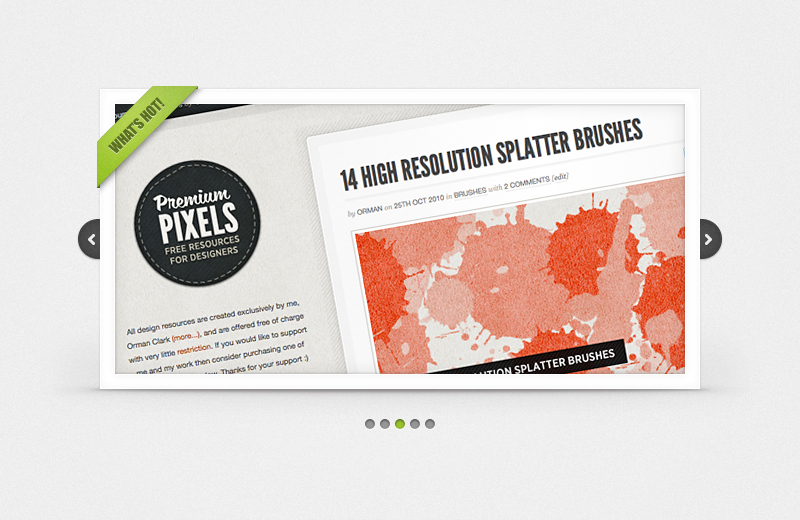 WHAT'S HOT!
Premium
PIXELS
FREE RESOURCES
FOR DESIGNERS
All design resources are created exclusively by me,
Orman Clark (more...), and are offered free of charge
with very little restriction. If you would like to support
me and my work then consider purchasing one of
Thanks for your support :)
14 HIGH RESOLUTION SPLATTER BRUSHES
by ORMAN on 25TH OCT 2010 in BRUSHES with 2 COMMENTS (edit)
SPLATTER BRUSHES